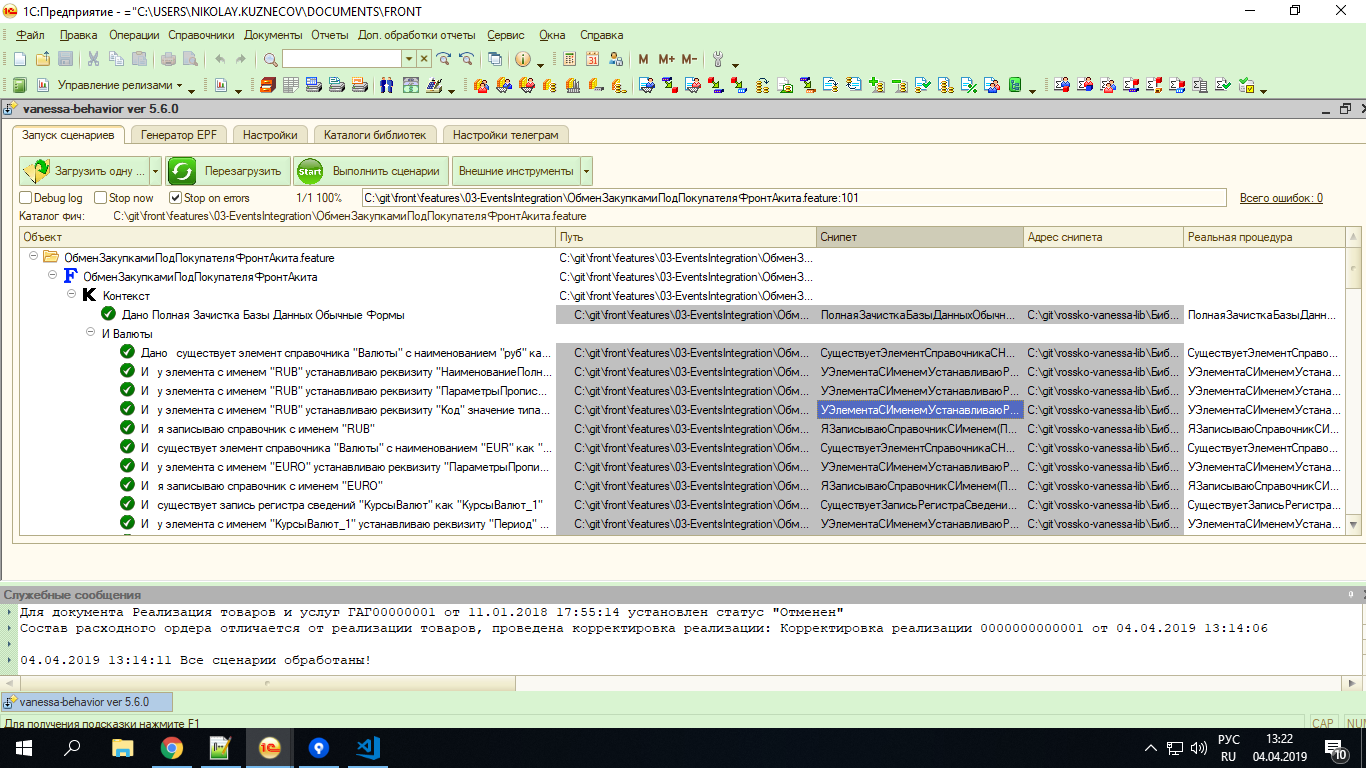 1С:Предприятие - ="C:\USERS\NIKOLAY.KUZNECOV\DOCUMENTS\FRONT
Файл Правка Операции Справочники Документы Отчеты Доп. обработки отчеты Сервис Окна Справка
M M+ M-
Управление релизами
vanessa-behavior ver 5.6.0
Запуск сценариев Генератор EPF Настройки Каталоги библиотек Настройки телеграм
Загрузить одну ... Перезагрузить Start Выполнить сценарии Внешние инструменты
Debug log Stop now Stop on errors 1/1 100% C:\git\front\features\03-EventsIntegration\ОбменЗакупкамиПодПокупателяФронтАкита.feature:101 Всего ошибок: 0
Каталог фич: C:\git\front\features\03-EventsIntegration\ОбменЗакупкамиПодПокупателяФронтАкита.feature
Объект Путь Снипет Адрес снипета Реальная процедура
ОбменЗакупкамиПодПокупателяФронтАкита.feature C:\git\front\features\03-EventsIntegration\ОбменЗ...
F ОбменЗакупкамиПодПокупателяФронтАкита C:\git\front\features\03-EventsIntegration\ОбменЗ...
К Контекст C:\git\front\features\03-EventsIntegration\ОбменЗ...
Дано Полная Зачистка Базы Данных Обычные Формы C:\git\front\features\03-EventsIntegration\Обм... ПолнаяЗачисткаБазыДанныхОбычн... C:\git\rossko-vanessa-lib\Биб... ПолнаяЗачисткаБазыДанн...
И Валюты
Дано существует элемент справочника "Валюты" с наименованием "руб" ка... C:\git\front\features\03-EventsIntegration\Обм... СуществуетЭлементСправочникаСН... C:\git\rossko-vanessa-lib\Биб... СуществуетЭлементСправо...
И у элемента с именем "RUB" устанавливаю реквизиту "НаименованиеПолн... C:\git\front\features\03-EventsIntegration\Обм... УЭлементаСИменемУстанавливаюР... C:\git\rossko-vanessa-lib\Биб... УЭлементаСИменемУстана...
И у элемента с именем "RUB" устанавливаю реквизиту "ПараметрыПропис... C:\git\front\features\03-EventsIntegration\Обм... УЭлементаСИменемУстанавливаюР... C:\git\rossko-vanessa-lib\Биб... УЭлементаСИменемУстана...
И у элемента с именем "RUB" устанавливаю реквизиту "Код" значение типа... C:\git\front\features\03-EventsIntegration\Обм... УЭлементаСИменемУстанавливаюР... C:\git\rossko-vanessa-lib\Биб... УЭлементаСИменемУстана...
И я записываю справочник с именем "RUB" C:\git\front\features\03-EventsIntegration\Обм... ЯЗаписываюСправочникСИменем(П... C:\git\rossko-vanessa-lib\Биб... ЯЗаписываюСправочникСИ...
И существует элемент справочника "Валюты" с наименованием "EUR" как "... C:\git\front\features\03-EventsIntegration\Обм... СуществуетЭлементСправочникаСН... C:\git\rossko-vanessa-lib\Биб... СуществуетЭлементСправо...
И у элемента с именем "EURO" устанавливаю реквизиту "ПараметрыПропи... C:\git\front\features\03-EventsIntegration\Обм... УЭлементаСИменемУстанавливаюР... C:\git\rossko-vanessa-lib\Биб... УЭлементаСИменемУстана...
И я записываю справочник с именем "EURO" C:\git\front\features\03-EventsIntegration\Обм... ЯЗаписываюСправочникСИменем(П... C:\git\rossko-vanessa-lib\Биб... ЯЗаписываюСправочникСИ...
И существует запись регистра сведений "КурсыВалют" как "КурсыВалют_1" C:\git\front\features\03-EventsIntegration\Обм... СуществуетЗаписьРегистраСведени... C:\git\rossko-vanessa-lib\Биб... СуществуетЗаписьРегистра...
И у элемента с именем "КурсыВалют_1" устанавливаю реквизиту "Период" ... C:\git\front\features\03-EventsIntegration\Обм... УЭлементаСИменемУстанавливаюР... C:\git\rossko-vanessa-lib\Биб... УЭлементаСИменемУстана...
Служебные сообщения
Для документа Реализация товаров и услуг ГАГ00000001 от 11.01.2018 17:55:14 установлен статус "Отменен"
Состав расходного ордера отличается от реализации товаров, проведена корректировка реализации: Корректировка реализации 0000000000001 от 04.04.2019 13:14:06
04.04.2019 13:14:11 Все сценарии обработаны!
vanessa-behavior ver 5.6.0
Для получения подсказки нажмите F1 CAP NUM
РУС 13:22
RU 04.04.2019 10